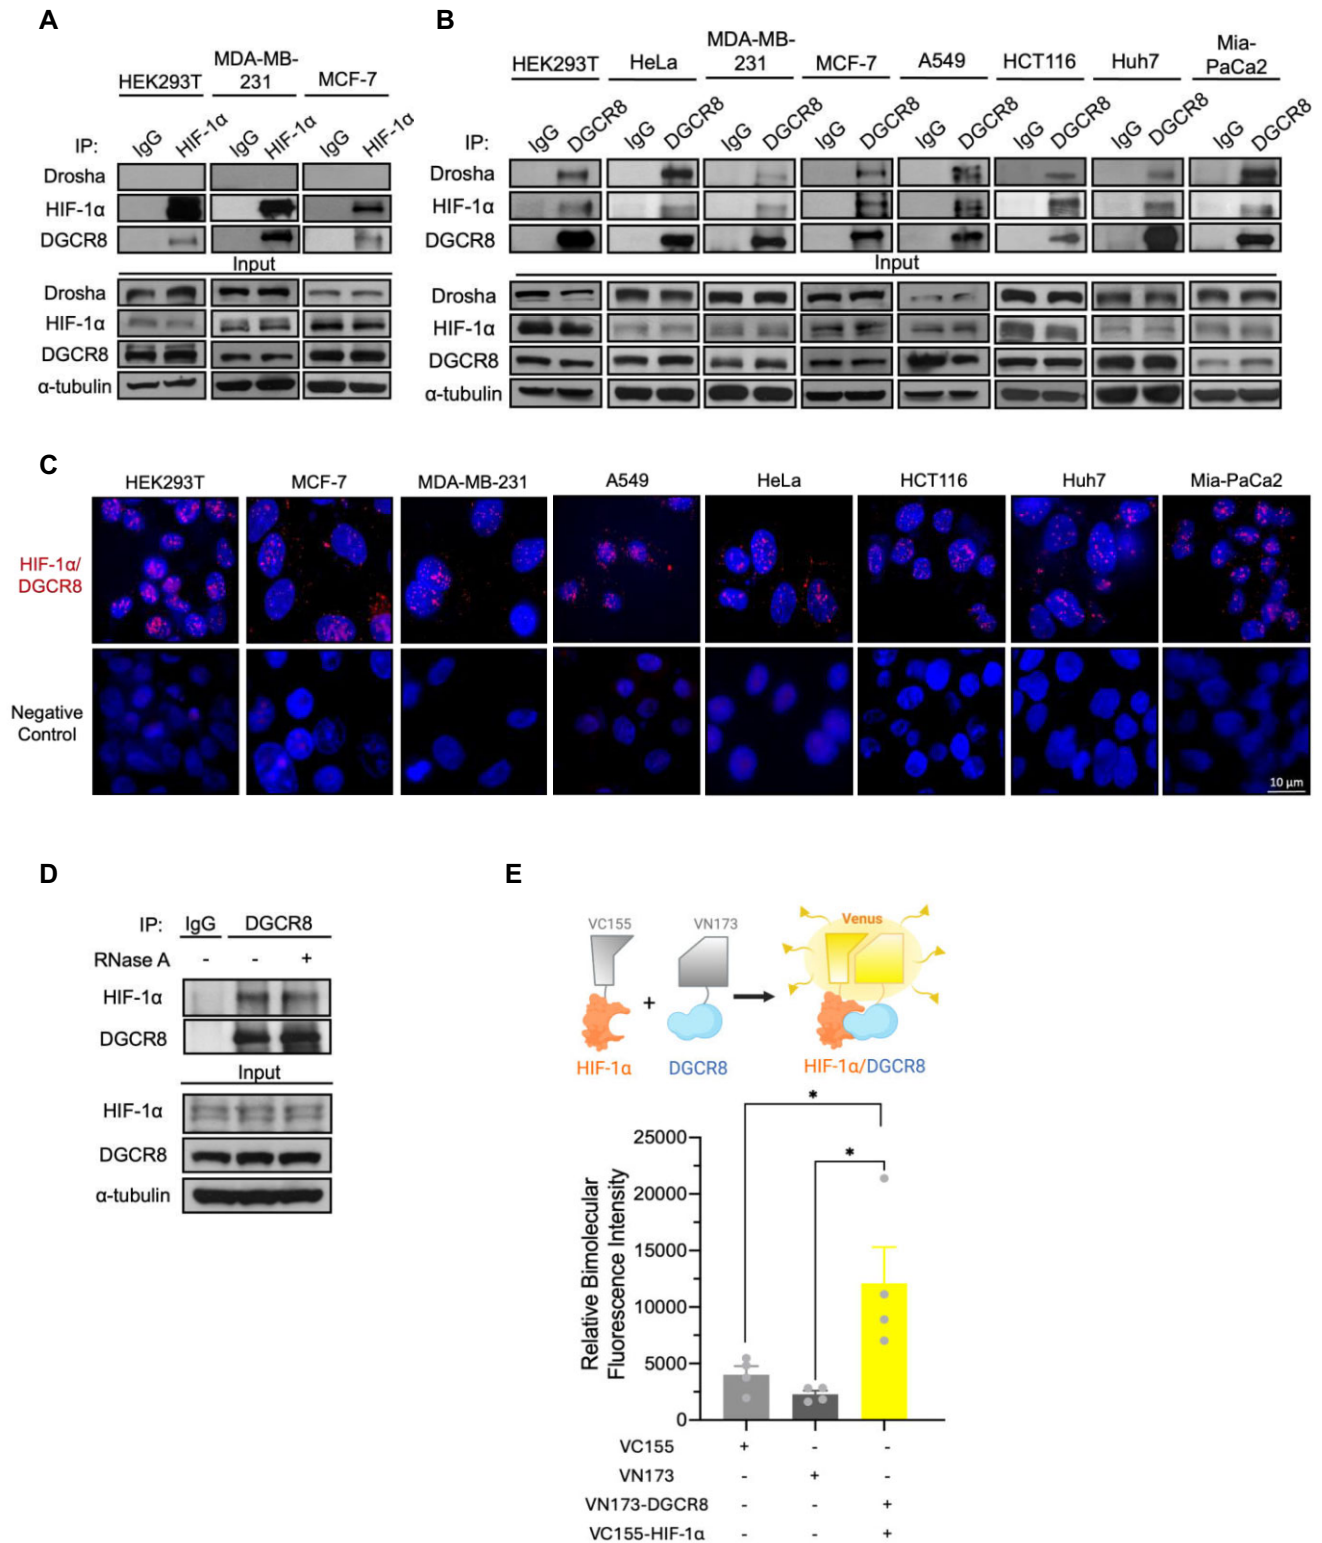 A
HEK293T
MDA-MB-
231
MCF-7
IP:
IgG
HIF-1α
IgG
HIF-1α
IgG
HIF-1α
Drosha
HIF-1α
DGCR8
Input
Drosha
HIF-1α
DGCR8
α-tubulin
B
HEK293T
HeLa
MDA-MB-
231
MCF-7
A549
HCT116
Huh7
Mia-
PaCa2
IP:
IgG
DGCR8
IgG
DGCR8
IgG
DGCR8
IgG
DGCR8
IgG
DGCR8
IgG
DGCR8
IgG
DGCR8
IgG
DGCR8
Drosha
HIF-1α
DGCR8
Input
Drosha
HIF-1α
DGCR8
α-tubulin
C
HEK293T MCF-7 MDA-MB-231 A549 HeLa HCT116 Huh7 Mia-PaCa2
HIF-1α/
DGCR8
Negative
Control
10 μm
D
IP: IgG DGCR8
RNase A - - +
HIF-1α
DGCR8
Input
HIF-1α
DGCR8
α-tubulin
E
VC155
VN173
Venus
+
HIF-1α
DGCR8
HIF-1α/DGCR8
*
*
Relative Bimolecular
Fluorescence Intensity
25000
20000
15000
10000
5000
0
VC155 + - -
VN173 - + -
VN173-DGCR8 - - +
VC155-HIF-1α - - +